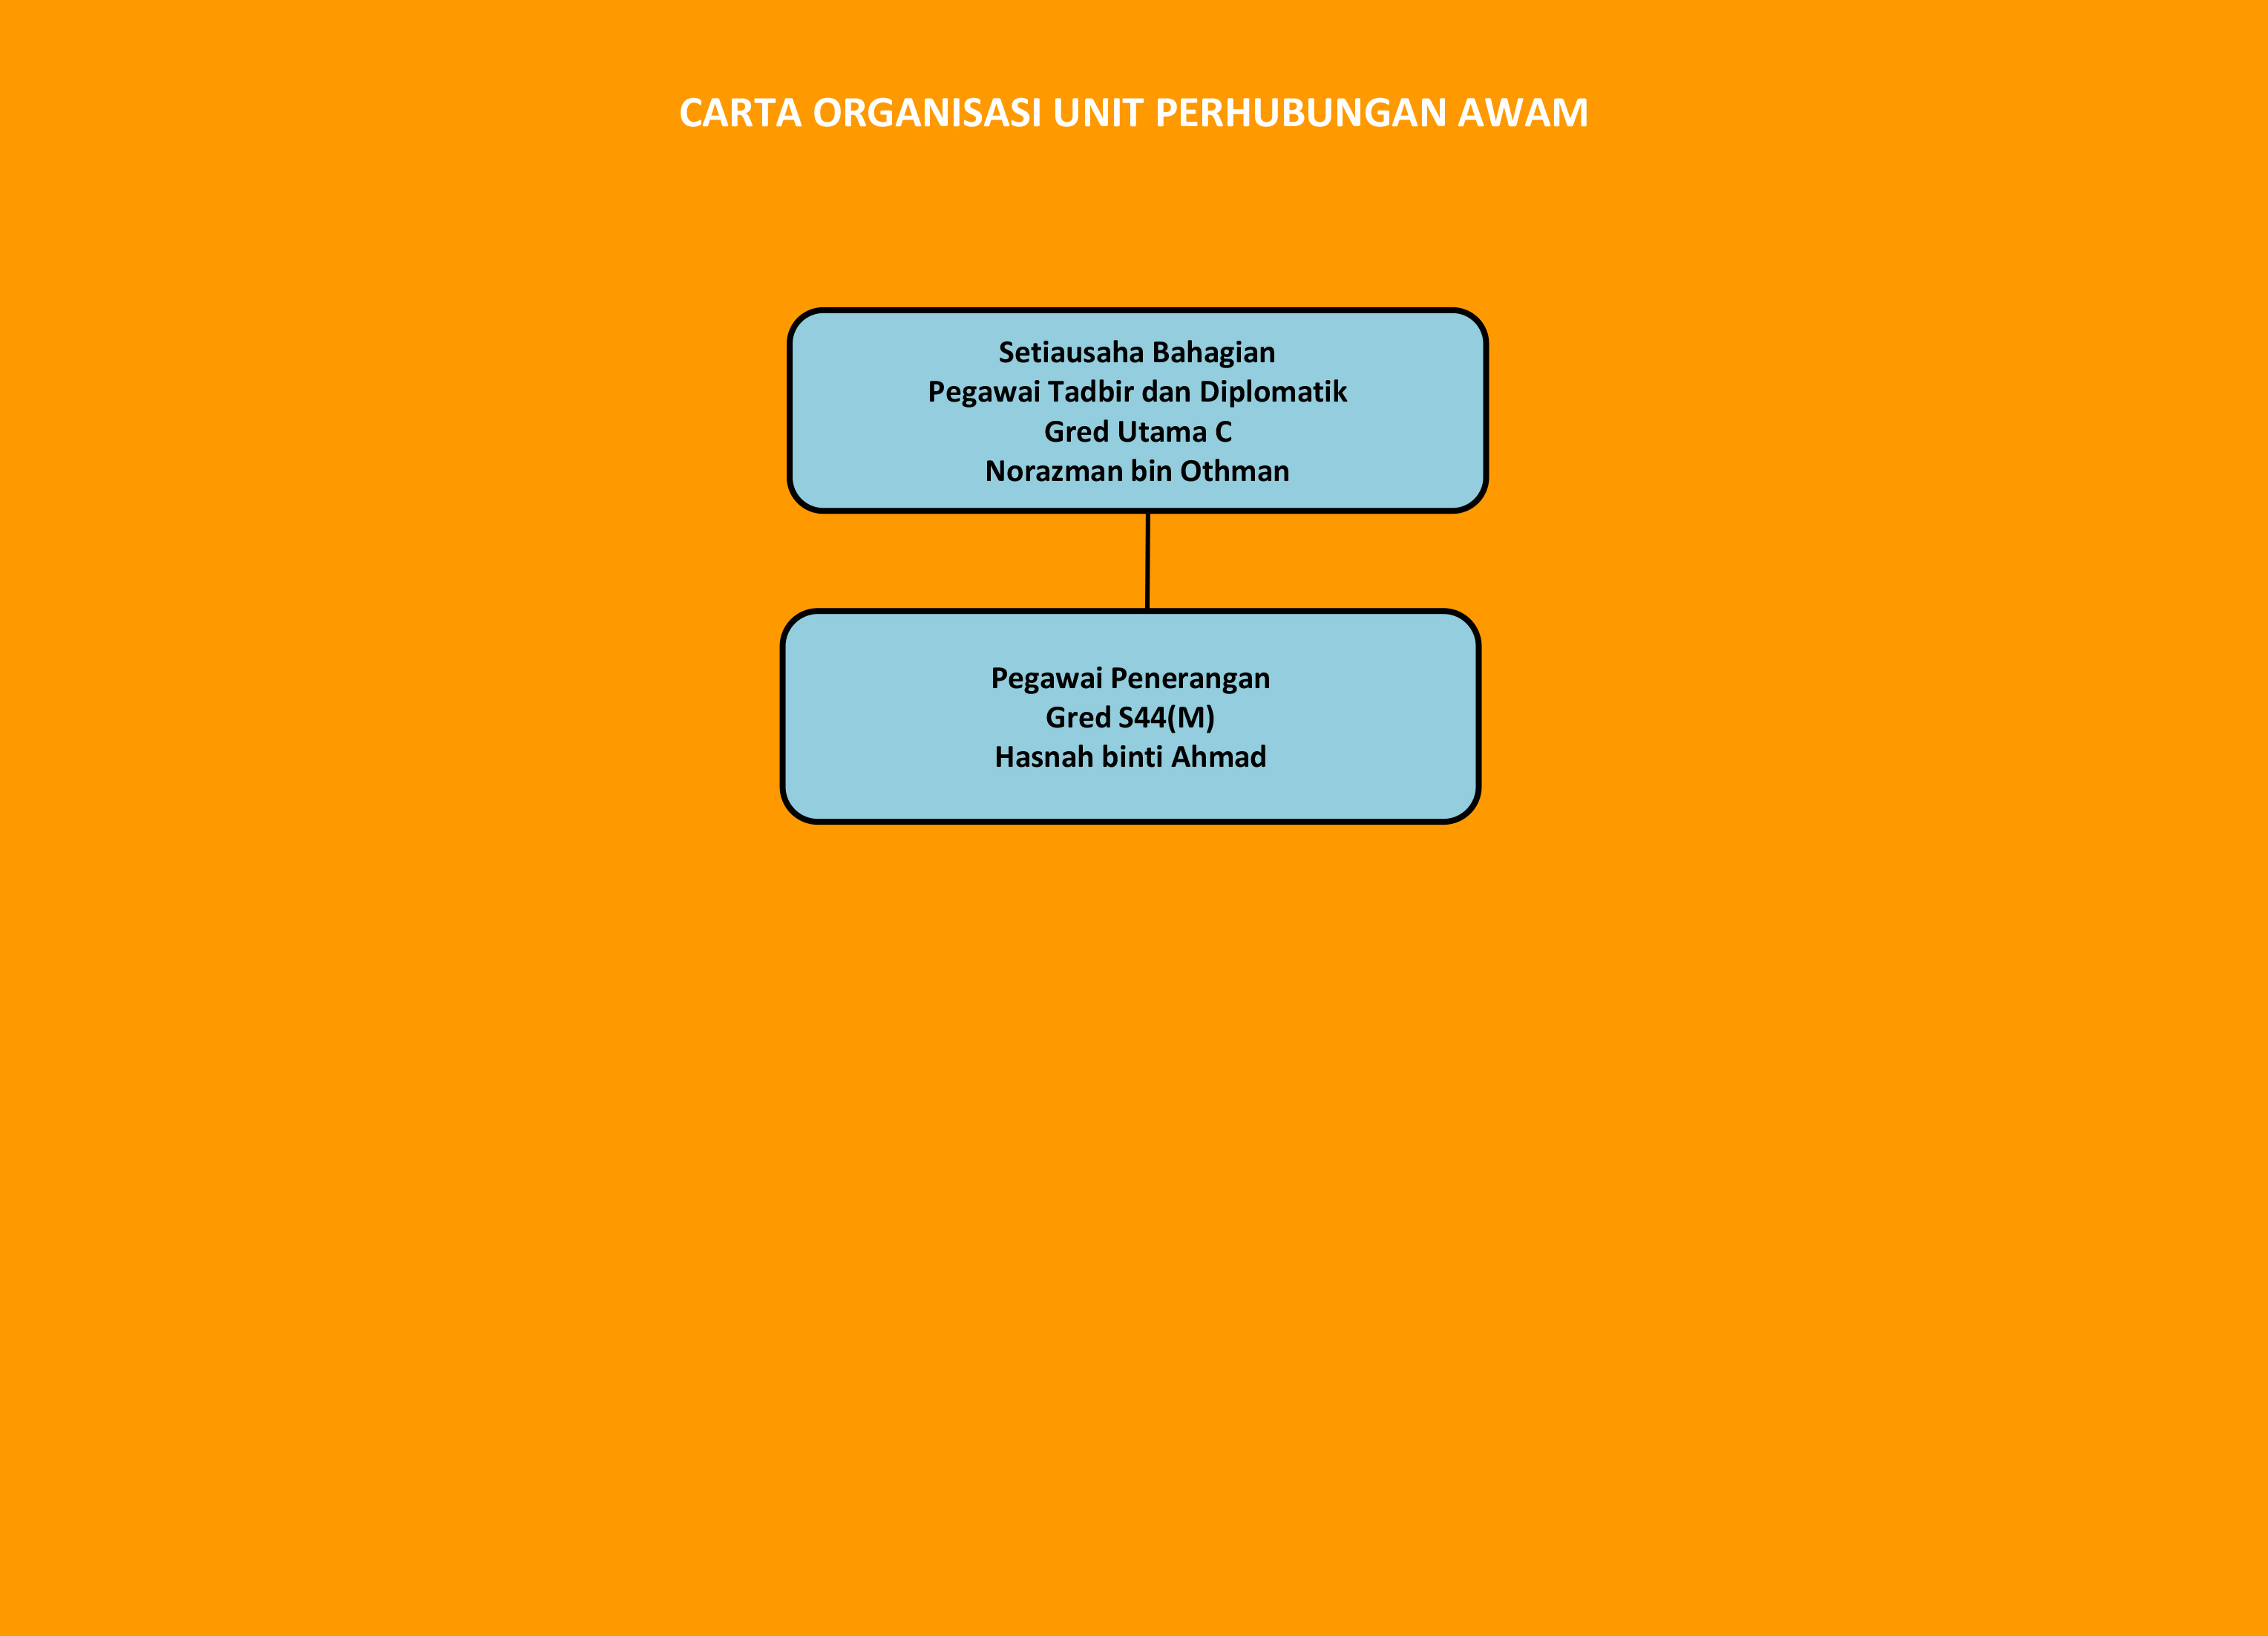 CARTA ORGANISASI UNIT PERHUBUNGAN AWAM
Setiausaha Bahagian
Pegawai Tadbir dan Diplomatik
Gred Utama C
Norazman bin Othman
Pegawai Penerangan
Gred S44(M)
Hasnah binti Ahmad